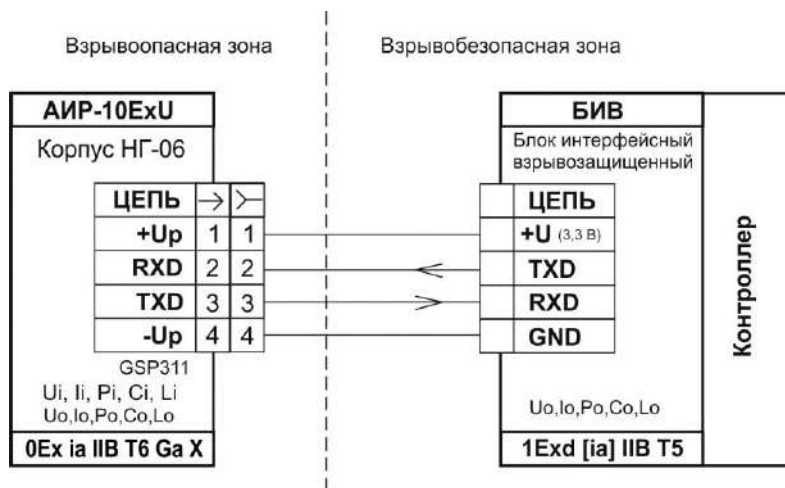 Взрывоопасная зона
Взрывобезопасная зона
АИР-10ExU
Корпус НГ-06
ЦЕПЬ
+Up 1 1
RXD 2 2
TXD 3 3
-Up 4 4
GSP311
Ui, Ii, Pi, Ci, Li
Uo,Io,Po,Co,Lo
0Ex ia IIB T6 Ga X
БИВ
Блок интерфейсный
взрывозащищенный
ЦЕПЬ
+U (3,3 В)
TXD
RXD
GND
Uo,Io,Po,Co,Lo
1Exd [ia] IIB T5
Контроллер